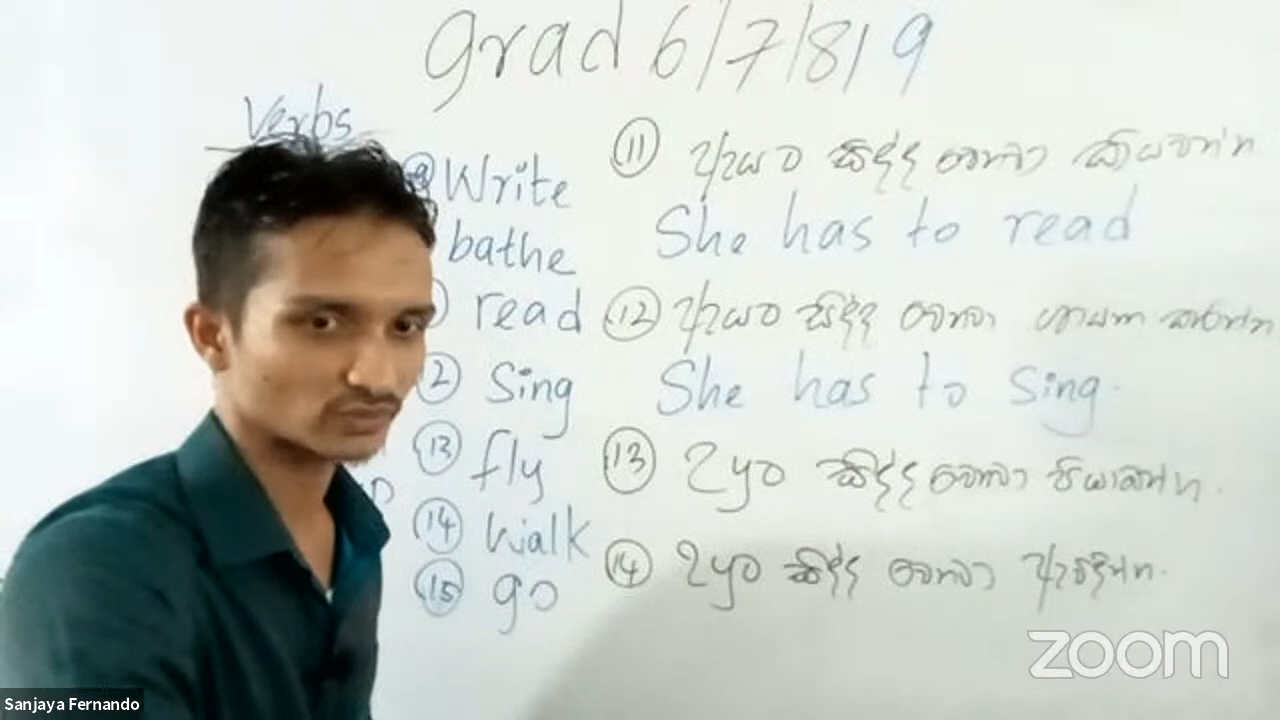 grad 6/7/8/9
Verbs
Write
bathe
read
Sing
13 fly
14 walk
15 go
11 ඇයට සිද්ද වෙනවා කියවන්න
She has to read
12 ඇයට සිද්ද වෙනවා ගායනා කරන්න
She has to Sing.
13 උෟට සිද්ද වෙනවා පියාඹන්න.
14 සිද්ද වෙනවා ඇවිදින්න.
zoom
Sanjaya Fernando